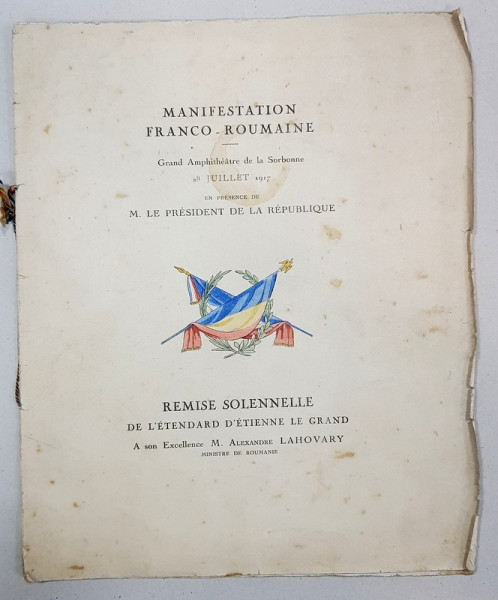 MANIFESTATION
FRANCO-ROUMAINE
Grand Amphithéâtre de la Sorbonne
28 JUILLET 1917
EN PRÉSENCE DE
M. LE PRÉSIDENT DE LA RÉPUBLIQUE
REMISE SOLENNELLE
DE L'ÉTENDARD D'ÉTIENNE LE GRAND
A son Excellence M. Alexandre LAHOVARY
MINISTRE DE ROUMANIE